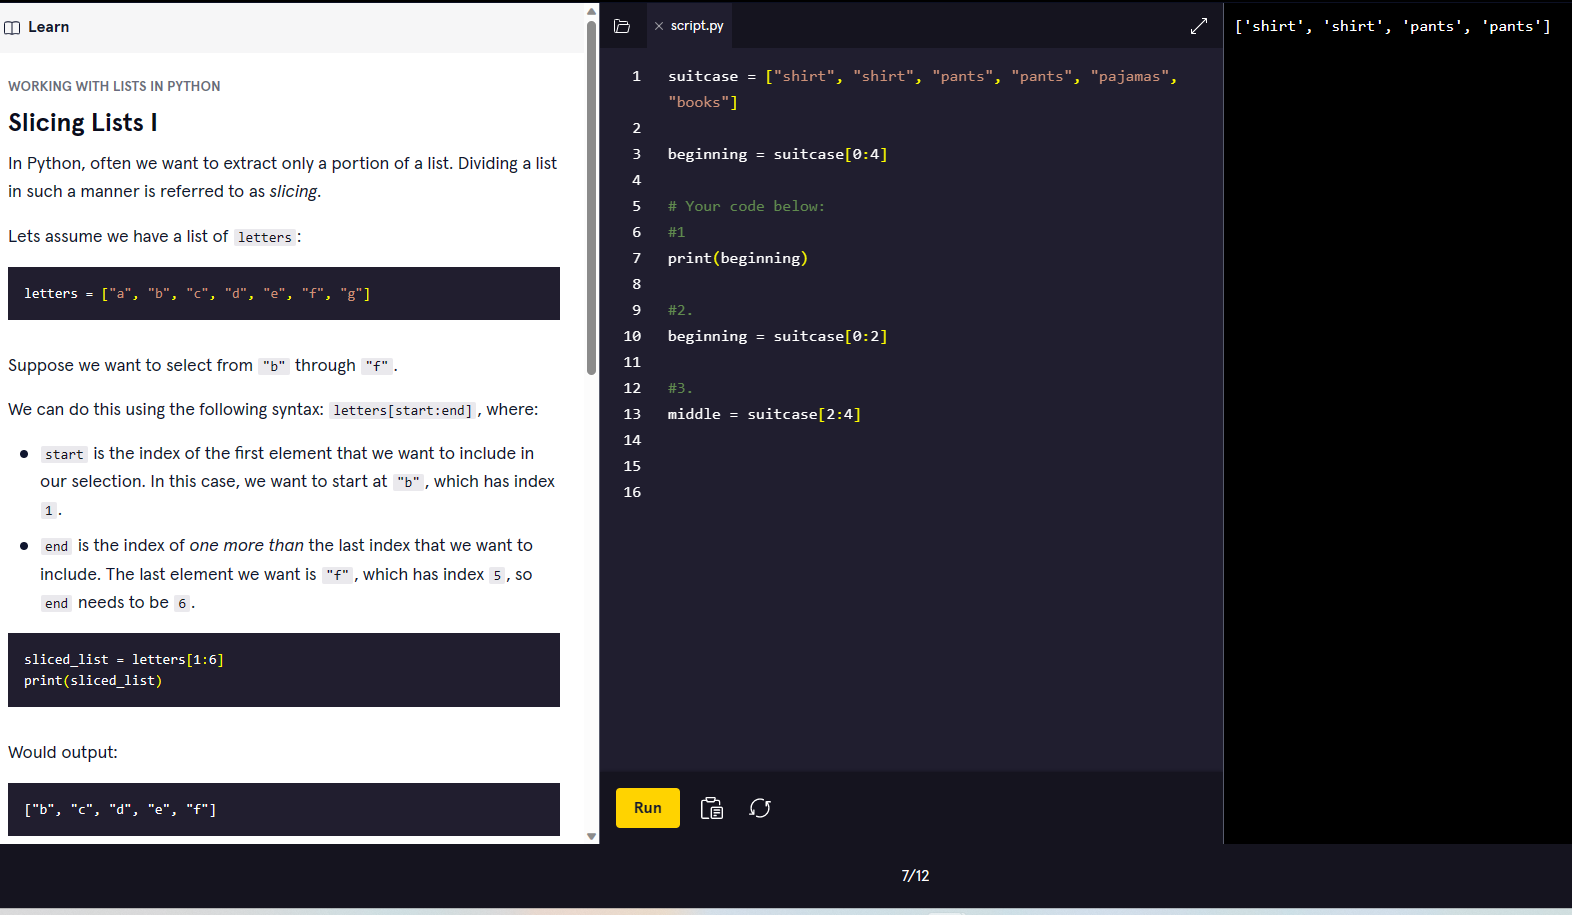 Learn
WORKING WITH LISTS IN PYTHON
Slicing Lists I
In Python, often we want to extract only a portion of a list. Dividing a list
in such a manner is referred to as slicing.
Lets assume we have a list of letters:
letters = ["a", "b", "c", "d", "e", "f", "g"]
Suppose we want to select from "b" through "f".
We can do this using the following syntax: letters[start:end], where:
● start is the index of the first element that we want to include in
our selection. In this case, we want to start at "b", which has index
1.
● end is the index of one more than the last index that we want to
include. The last element we want is "f", which has index 5, so
end needs to be 6.
sliced_list = letters[1:6]
print(sliced_list)
Would output:
["b", "c", "d", "e", "f"]
script.py
1 suitcase = ["shirt", "shirt", "pants", "pants", "pajamas",
"books"]
2
3 beginning = suitcase[0:4]
4
5 # Your code below:
6 #1
7 print(beginning)
8
9 #2.
10 beginning = suitcase[0:2]
11
12 #3.
13 middle = suitcase[2:4]
14
15
16
Run
['shirt', 'shirt', 'pants', 'pants']
7/12